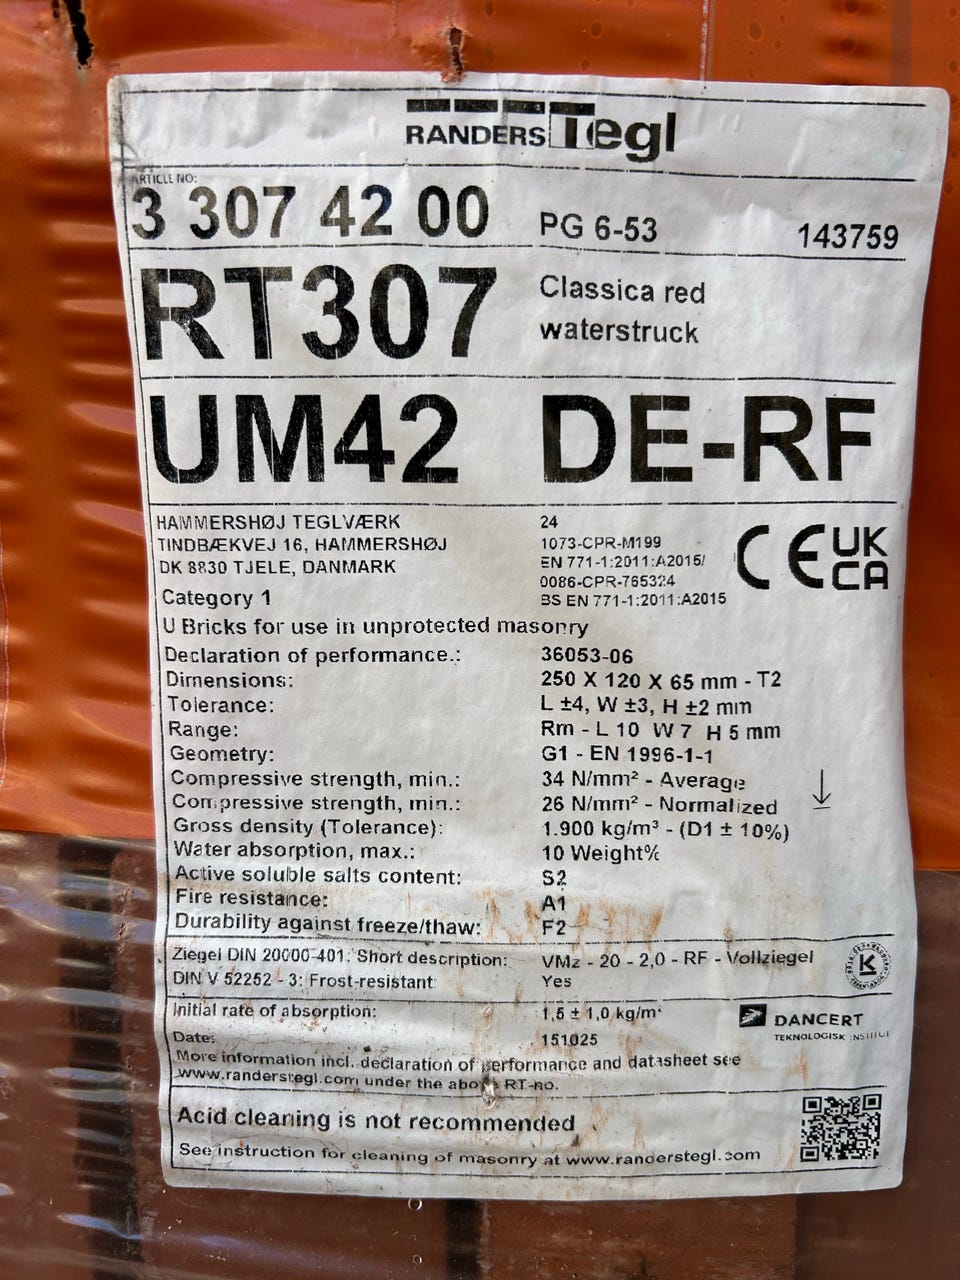 RANDERS Tegl
ARTICLE NO:
3 307 42 00 PG 6-53 143759
RT307 Classica red
waterstruck
UM42 DE-RF
HAMMERSHØJ TEGLVÆRK 24
TINDBÆKVEJ 16, HAMMERSHØJ 1073-CPR-M199
DK 8830 TJELE, DANMARK EN 771-1:2011:A2015/
0086-CPR-765324
CE UK
CA
Category 1 BS EN 771-1:2011:A2015
U Bricks for use in unprotected masonry
Declaration of performance.: 36053-06
Dimensions: 250 X 120 X 65 mm - T2
Tolerance: L ±4, W ±3, H ±2 mm
Range: Rm - L 10 W 7 H 5 mm
Geometry: G1 - EN 1996-1-1
Compressive strength, min.: 34 N/mm² - Average
Compressive strength, min.: 26 N/mm² - Normalized
Gross density (Tolerance): 1.900 kg/m³ - (D1 ± 10%)
Water absorption, max.: 10 Weight%
Active soluble salts content: S2
Fire resistance: A1
Durability against freeze/thaw: F2
Ziegel DIN 20000-401: Short description: VMz - 20 - 2,0 - RF - Vollziegel
DIN V 52252 - 3: Frost-resistant: Yes
Initial rate of absorption: 1,5 ± 1,0 kg/m²
DANCERT
TEKNOLOGISK INSTITUT
Date: 151025
More information incl. declaration of performance and datasheet see
www.randerstegl.com under the above RT-no.
Acid cleaning is not recommended
See instruction for cleaning of masonry at www.randerstegl.com